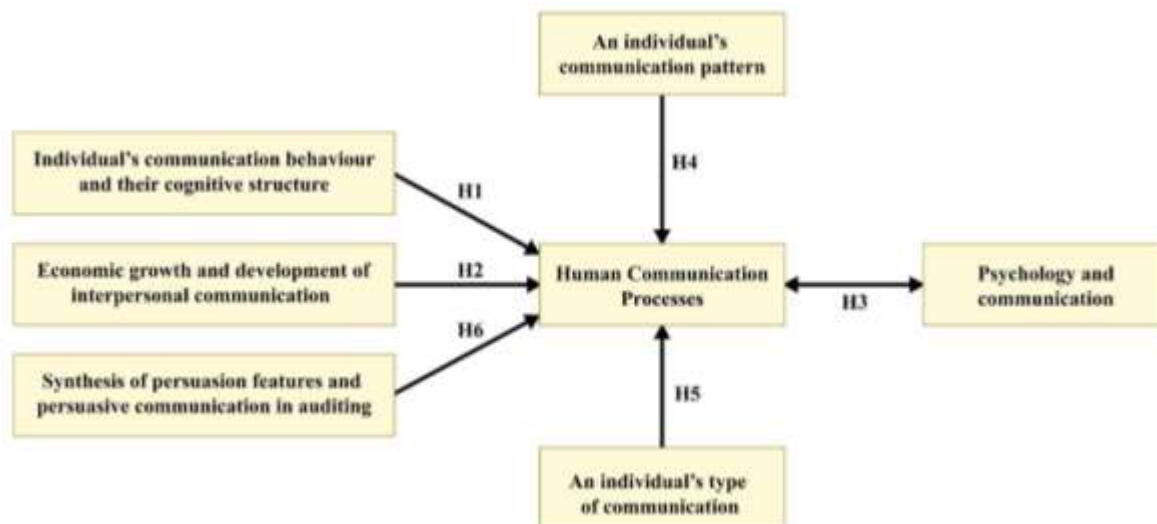 An individual's
communication pattern
H4
Individual's communication behaviour
and their cognitive structure
H1
Economic growth and development of
interpersonal communication
H2
Human Communication
Processes
H3
Psychology and
communication
H6
Synthesis of persuasion features and
persuasive communication in auditing
H5
An individual's type
of communication